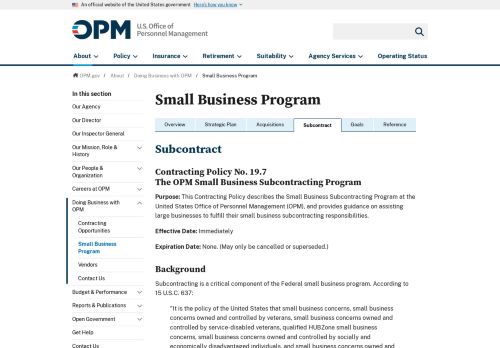 An official website of the United States government Here's how you know
OPM U.S. Office of
Personnel Management
About Policy Insurance Retirement Suitability Agency Services Operating Status
OPM.gov / About / Doing Business with OPM / Small Business Program
In this section
Our Agency
Our Director
Our Inspector General
Our Mission, Role &
History
Our People &
Organization
Careers at OPM
Doing Business with
OPM
Contracting
Opportunities
Small Business
Program
Vendors
Contact Us
Budget & Performance
Reports & Publications
Open Government
Get Help
Contact Us
Small Business Program
Overview Strategic Plan Acquisitions Subcontract Goals Reference
Subcontract
Contracting Policy No. 19.7
The OPM Small Business Subcontracting Program
Purpose: This Contracting Policy describes the Small Business Subcontracting Program at the
United States Office of Personnel Management (OPM), and provides guidance on assisting
large businesses to fulfill their small business subcontracting responsibilities.
Effective Date: Immediately
Expiration Date: None. (May only be cancelled or superseded.)
Background
Subcontracting is a critical component of the Federal small business program. According to
15 U.S.C. 637:
"It is the policy of the United States that small business concerns, small business
concerns owned and controlled by veterans, small business concerns owned and
controlled by service-disabled veterans, qualified HUBZone small business
concerns, small business concerns owned and controlled by socially and
economically disadvantaged individuals, and small business concerns owned and